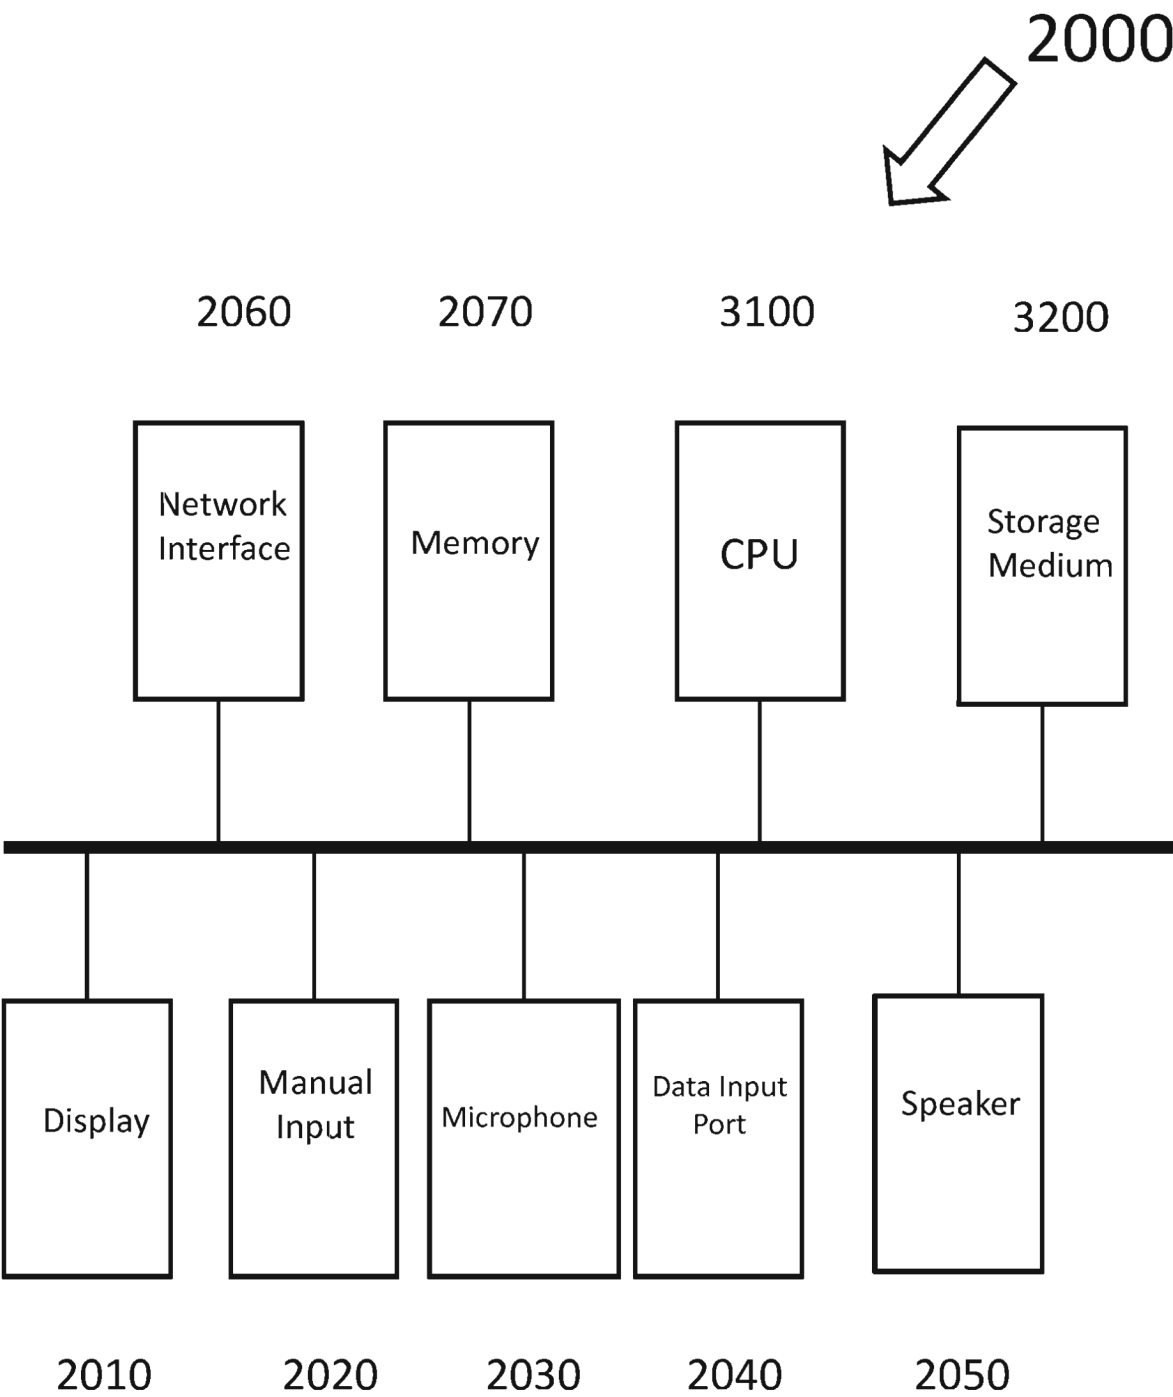 2000
2060
2070
3100
3200
Network
Interface
Memory
CPU
Storage
Medium
Display
Manual
Input
Microphone
Data Input
Port
Speaker
2010
2020
2030
2040
2050